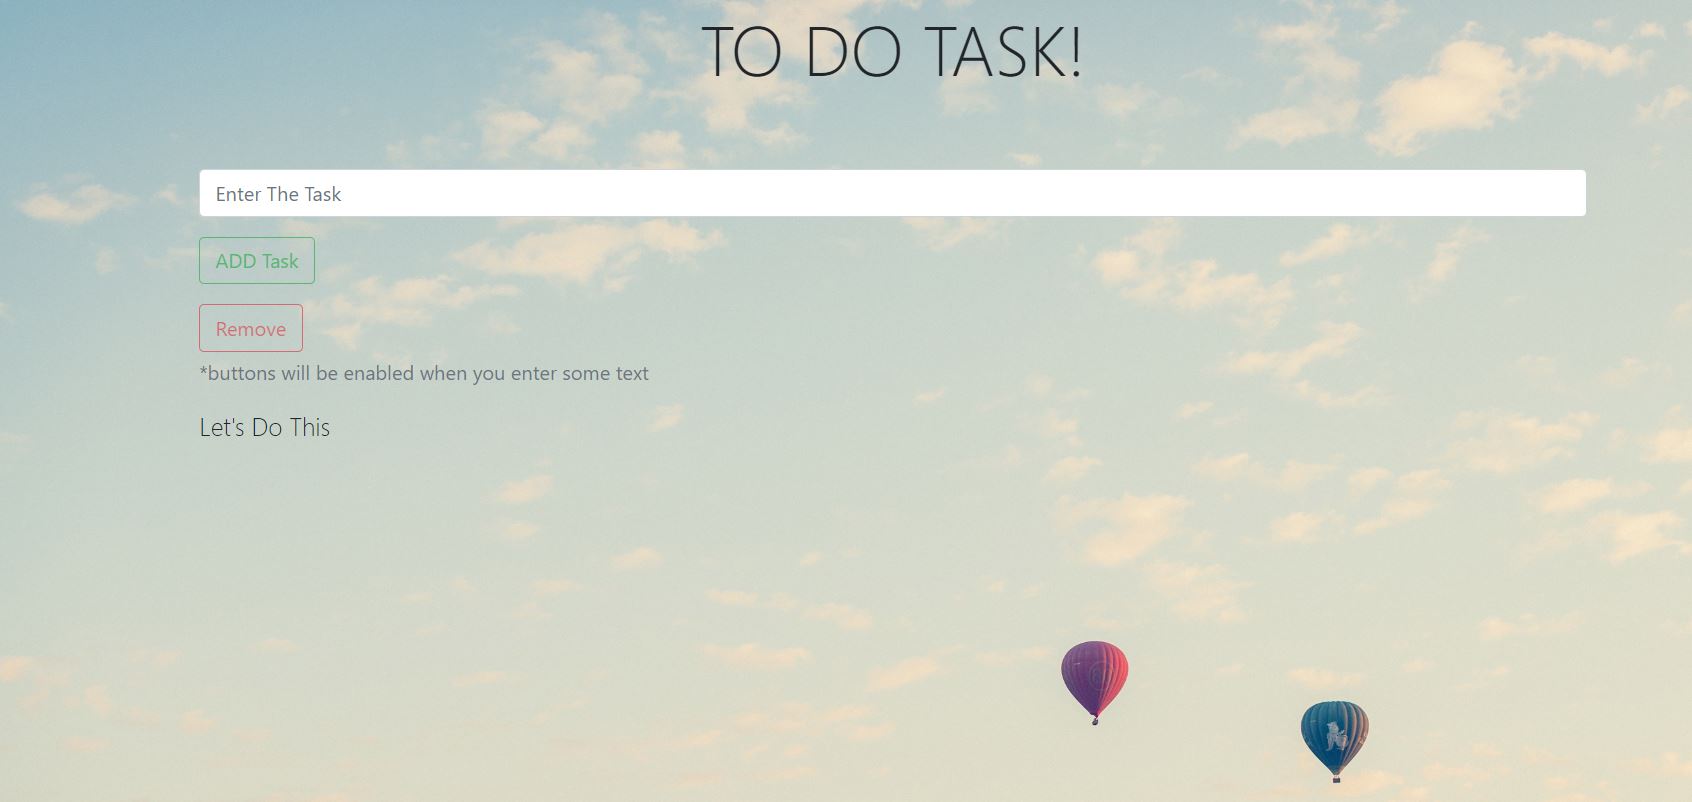 TO DO TASK!
Enter The Task
ADD Task
Remove
*buttons will be enabled when you enter some text
Let's Do This